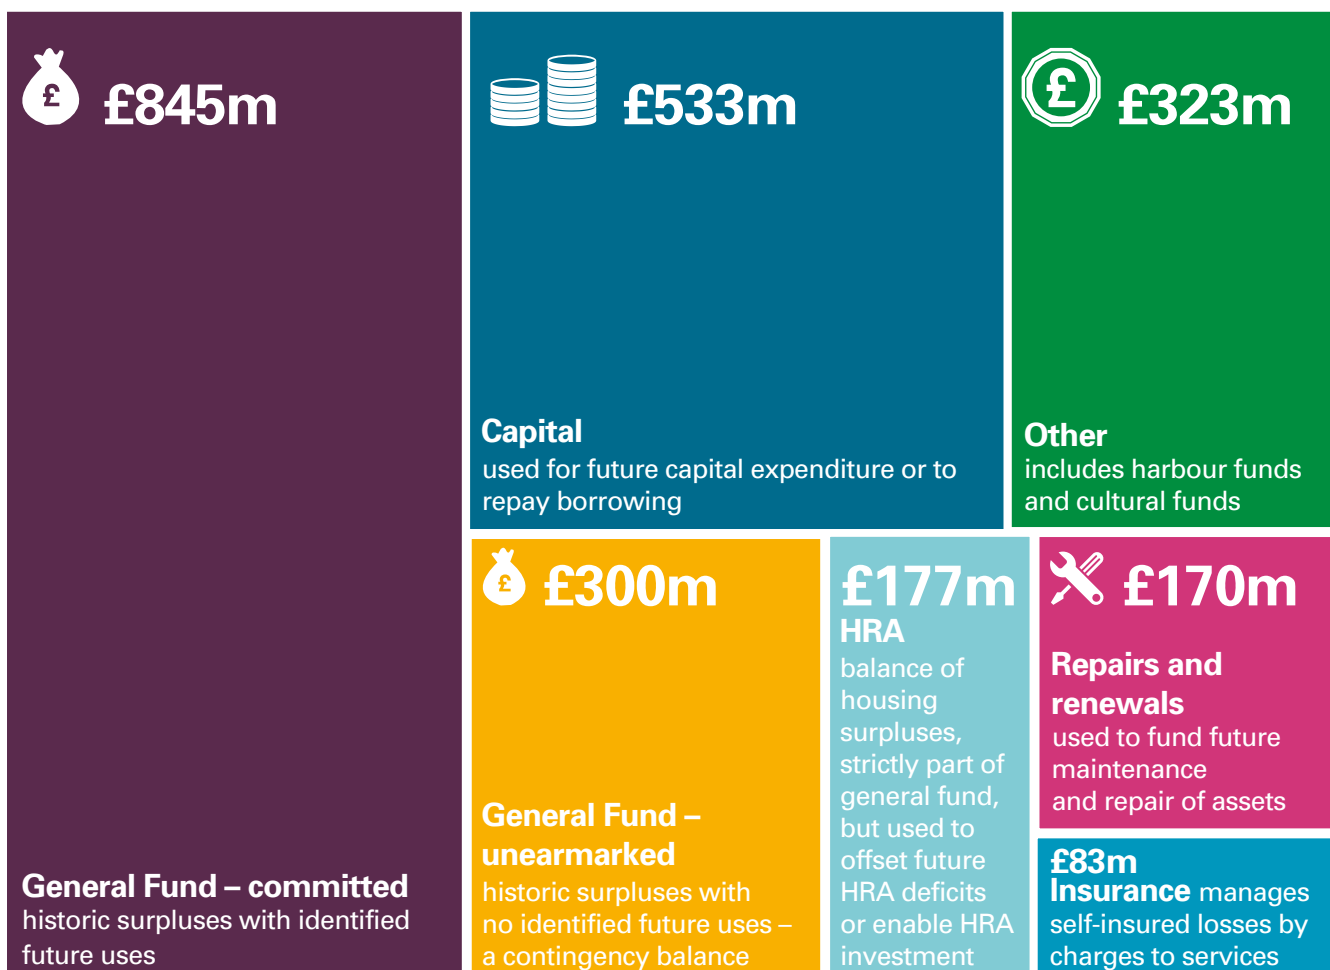 £
£845m
General Fund – committed
historic surpluses with identified
future uses
£533m
Capital
used for future capital expenditure or to
repay borrowing
£
£323m
Other
includes harbour funds
and cultural funds
£
£300m
General Fund –
unearmarked
historic surpluses with
no identified future uses –
a contingency balance
£177m
HRA
balance of
housing
surpluses,
strictly part of
general fund,
but used to
offset future
HRA deficits
or enable HRA
investment
£170m
Repairs and
renewals
used to fund future
maintenance
and repair of assets
£83m
Insurance manages
self-insured losses by
charges to services